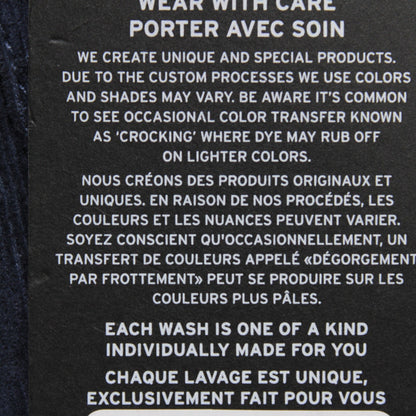 WEAR WITH CARE
PORTER AVEC SOIN
WE CREATE UNIQUE AND SPECIAL PRODUCTS.
DUE TO THE CUSTOM PROCESSES WE USE COLORS
AND SHADES MAY VARY. BE AWARE IT'S COMMON
TO SEE OCCASIONAL COLOR TRANSFER KNOWN
AS ‘CROCKING’ WHERE DYE MAY RUB OFF
ON LIGHTER COLORS.
NOUS CRÉONS DES PRODUITS ORIGINAUX ET
UNIQUES. EN RAISON DE NOS PROCÉDÉS, LES
COULEURS ET LES NUANCES PEUVENT VARIER.
SOYEZ CONSCIENT QU'OCCASIONNELLEMENT, UN
TRANSFERT DE COULEURS APPELÉ «DÉGORGEMENT
PAR FROTTEMENT» PEUT SE PRODUIRE SUR LES
COULEURS PLUS PÂLES.
EACH WASH IS ONE OF A KIND
INDIVIDUALLY MADE FOR YOU
CHAQUE LAVAGE EST UNIQUE,
EXCLUSIVEMENT FAIT POUR VOUS